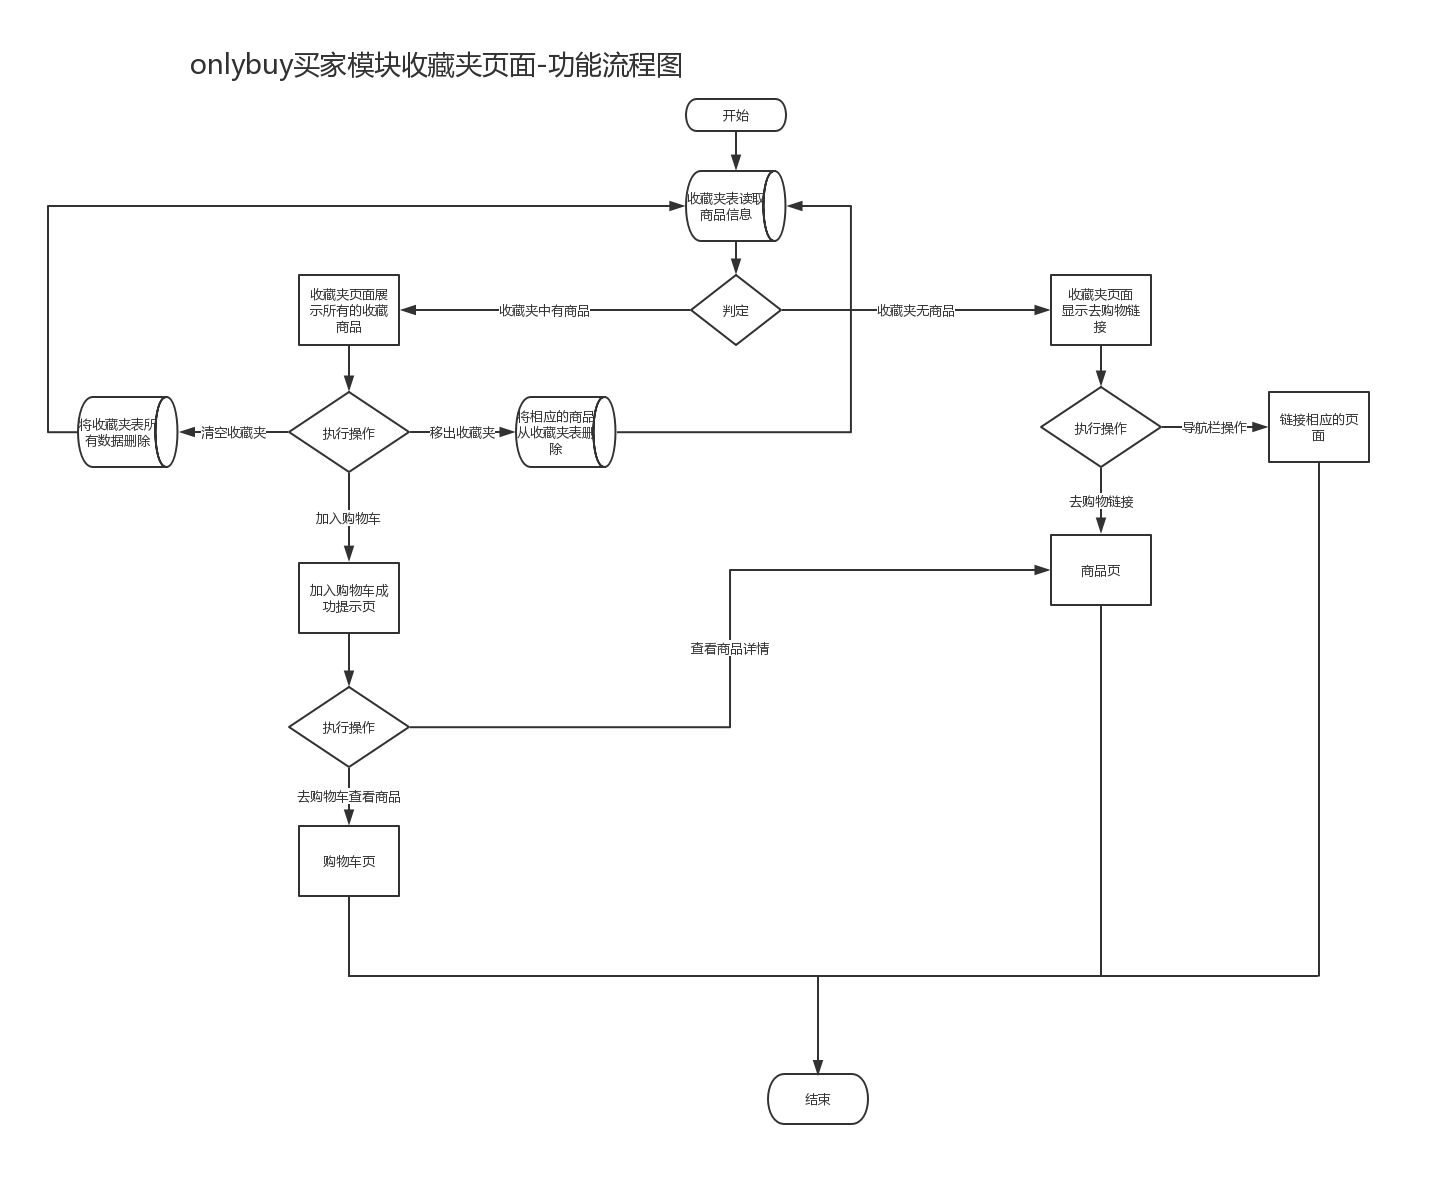 onlybuy买家模块收藏夹页面-功能流程图
开始
收藏夹表读取
商品信息
收藏夹页面展
示所有的收藏
商品
收藏夹中有商品
判定
收藏夹无商品
收藏夹页面
显示去购物链
接
将收藏夹表所
有数据删除
清空收藏夹
执行操作
移出收藏夹
将相应的商品
从收藏夹表删
除
执行操作
导航栏操作
链接相应的页
面
去购物链接
加入购物车
商品页
加入购物车成
功提示页
查看商品详情
执行操作
去购物车查看商品
购物车页
结束